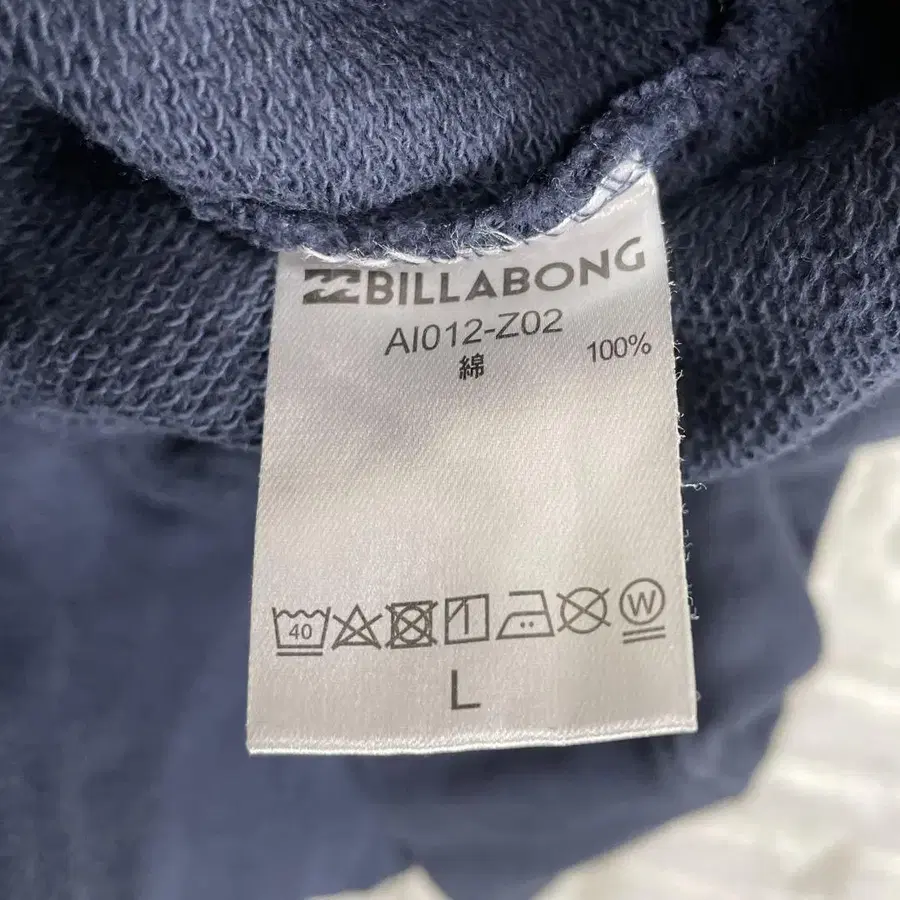 BILLABONG
AI012-Z02
綿 100%
40 W
L